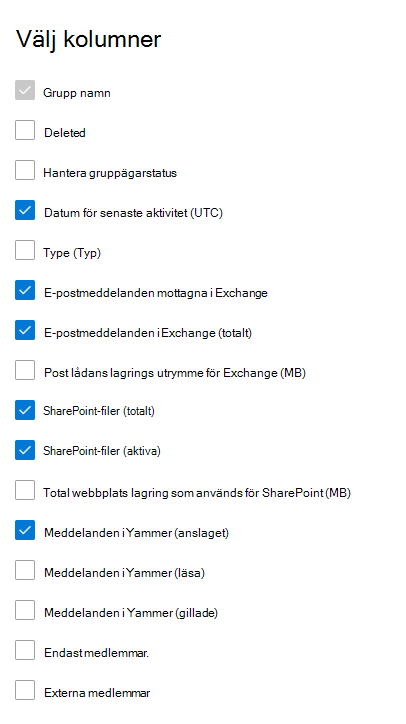 Välj kolumner
Grupp namn
Deleted
Hantera gruppägarstatus
Datum för senaste aktivitet (UTC)
Type (Typ)
E-postmeddelanden mottagna i Exchange
E-postmeddelanden i Exchange (totalt)
Post lådans lagrings utrymme för Exchange (MB)
SharePoint-filer (totalt)
SharePoint-filer (aktiva)
Total webbplats lagring som används för SharePoint (MB)
Meddelanden i Yammer (anslaget)
Meddelanden i Yammer (läsa)
Meddelanden i Yammer (gillade)
Endast medlemmar.
Externa medlemmar